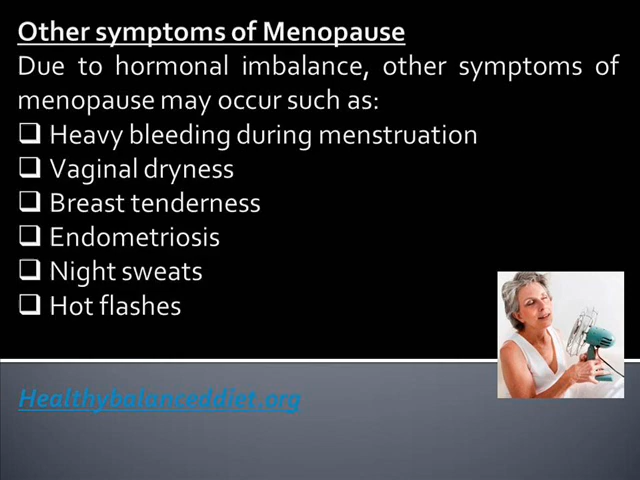 Other symptoms of Menopause
Due to hormonal imbalance, other symptoms of
menopause may occur such as:
❑ Heavy bleeding during menstruation
❑ Vaginal dryness
❑ Breast tenderness
❑ Endometriosis
❑ Night sweats
❑ Hot flashes
Healthybalanceddiet.org